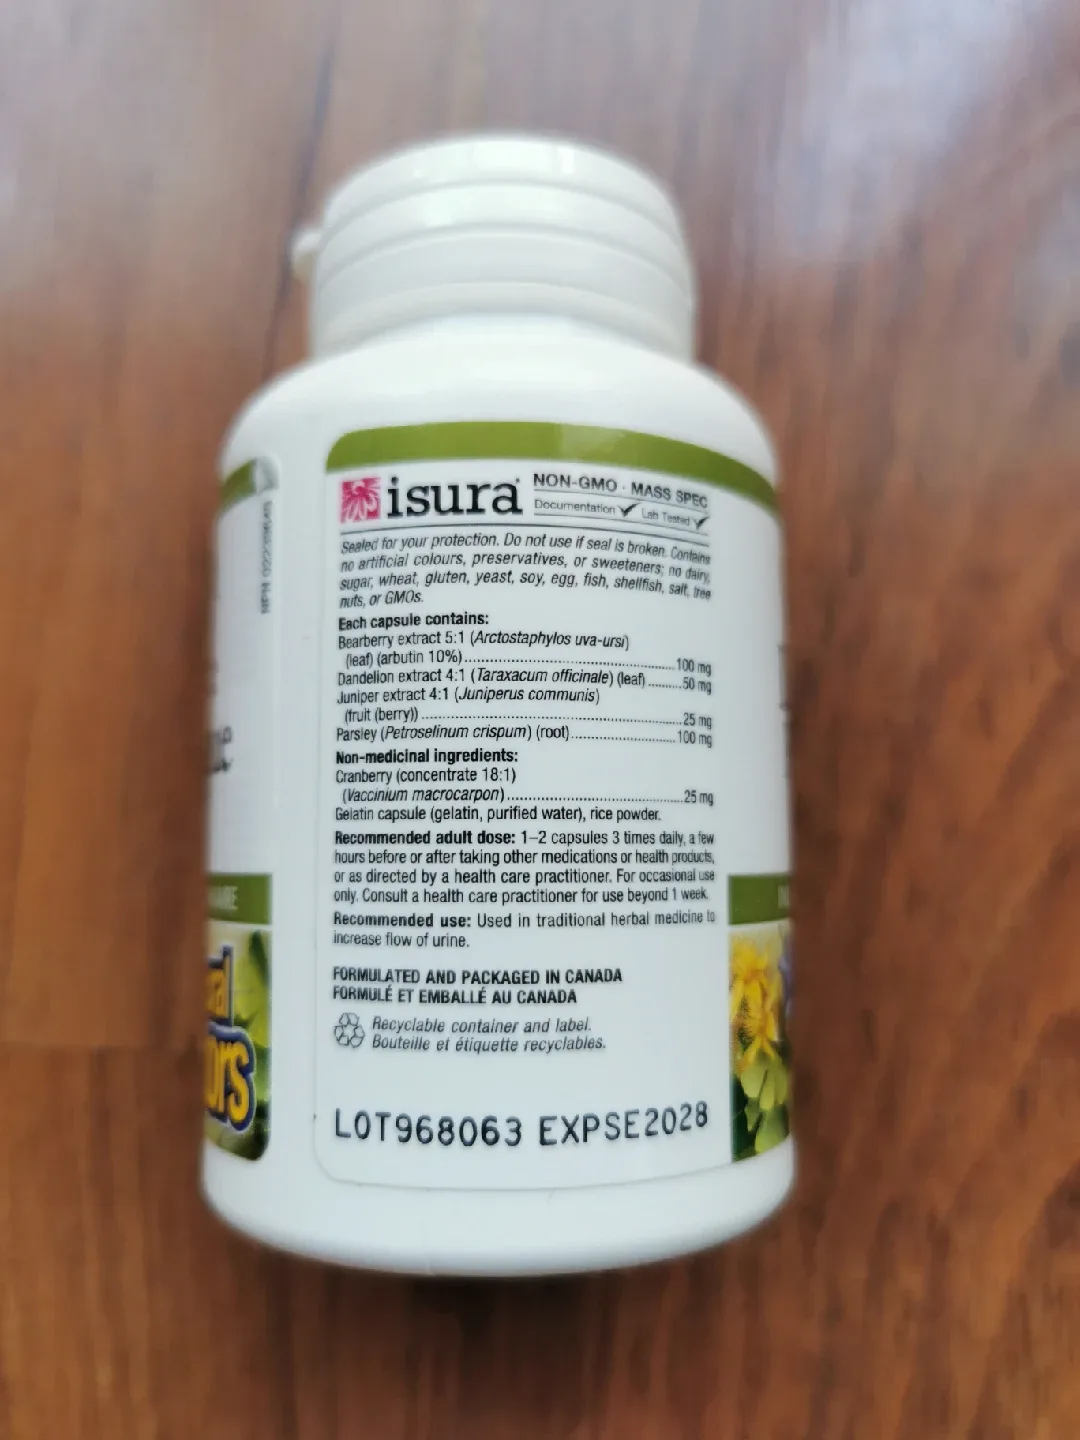 isura
NON-GMO · MASS SPEC
Documentation Lab Tested
Sealed for your protection. Do not use if seal is broken. Contains
no artificial colours, preservatives, or sweeteners; no dairy,
sugar, wheat, gluten, yeast, soy, egg, fish, shellfish, salt, tree
nuts, or GMOs.
Each capsule contains:
Bearberry extract 5:1 (Arctostaphylos uva-ursi)
(leaf) (arbutin 10%)..........................................100 mg
Dandelion extract 4:1 (Taraxacum officinale) (leaf).........50 mg
Juniper extract 4:1 (Juniperus communis)
(fruit (berry))....................................................25 mg
Parsley (Petroselinum crispum) (root).....................100 mg
Non-medicinal ingredients:
Cranberry (concentrate 18:1)
(Vaccinium macrocarpon)...................................25 mg
Gelatin capsule (gelatin, purified water), rice powder.
Recommended adult dose: 1–2 capsules 3 times daily, a few
hours before or after taking other medications or health products,
or as directed by a health care practitioner. For occasional use
only. Consult a health care practitioner for use beyond 1 week.
Recommended use: Used in traditional herbal medicine to
increase flow of urine.
FORMULATED AND PACKAGED IN CANADA
FORMULÉ ET EMBALLÉ AU CANADA
Recyclable container and label.
Bouteille et étiquette recyclables.
LOT968063 EXPSE2028